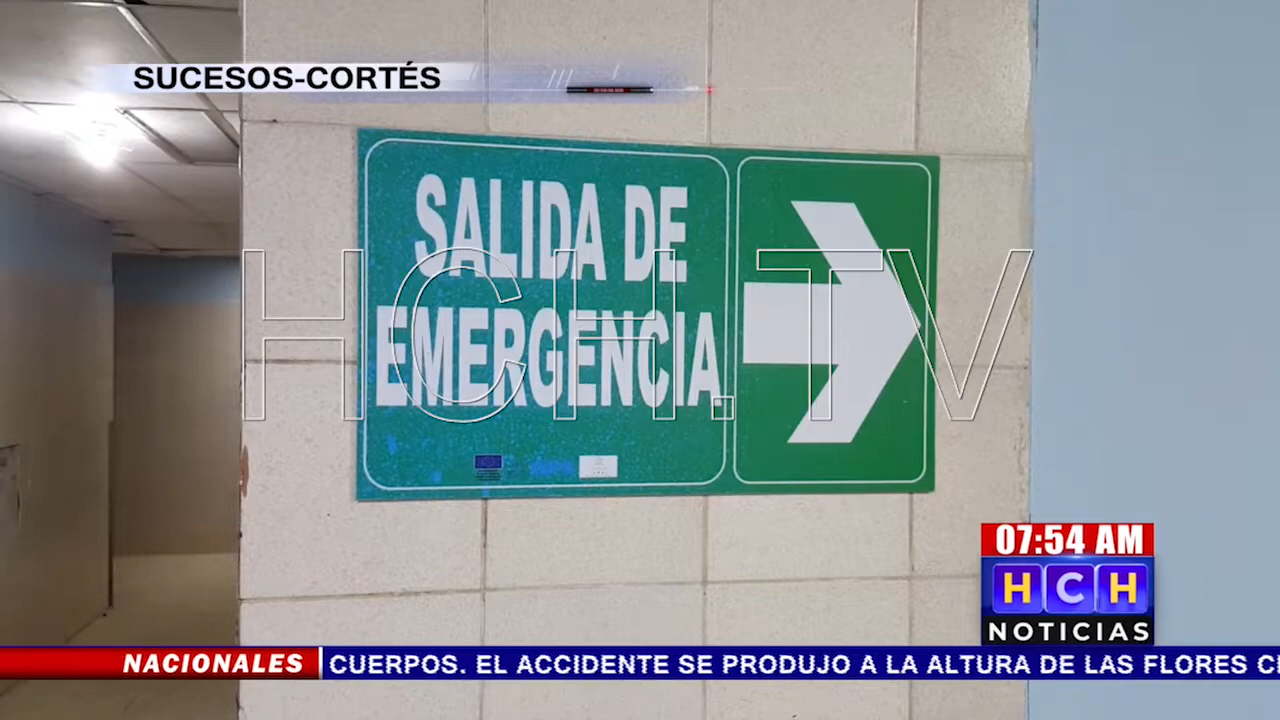 SUCESOS-CORTÉS
SALIDA DE
EMERGENCIA
HCH.TV
07:54 AM
HCH
NOTICIAS
NACIONALES
CUERPOS. EL ACCIDENTE SE PRODUJO A LA ALTURA DE LAS FLORES